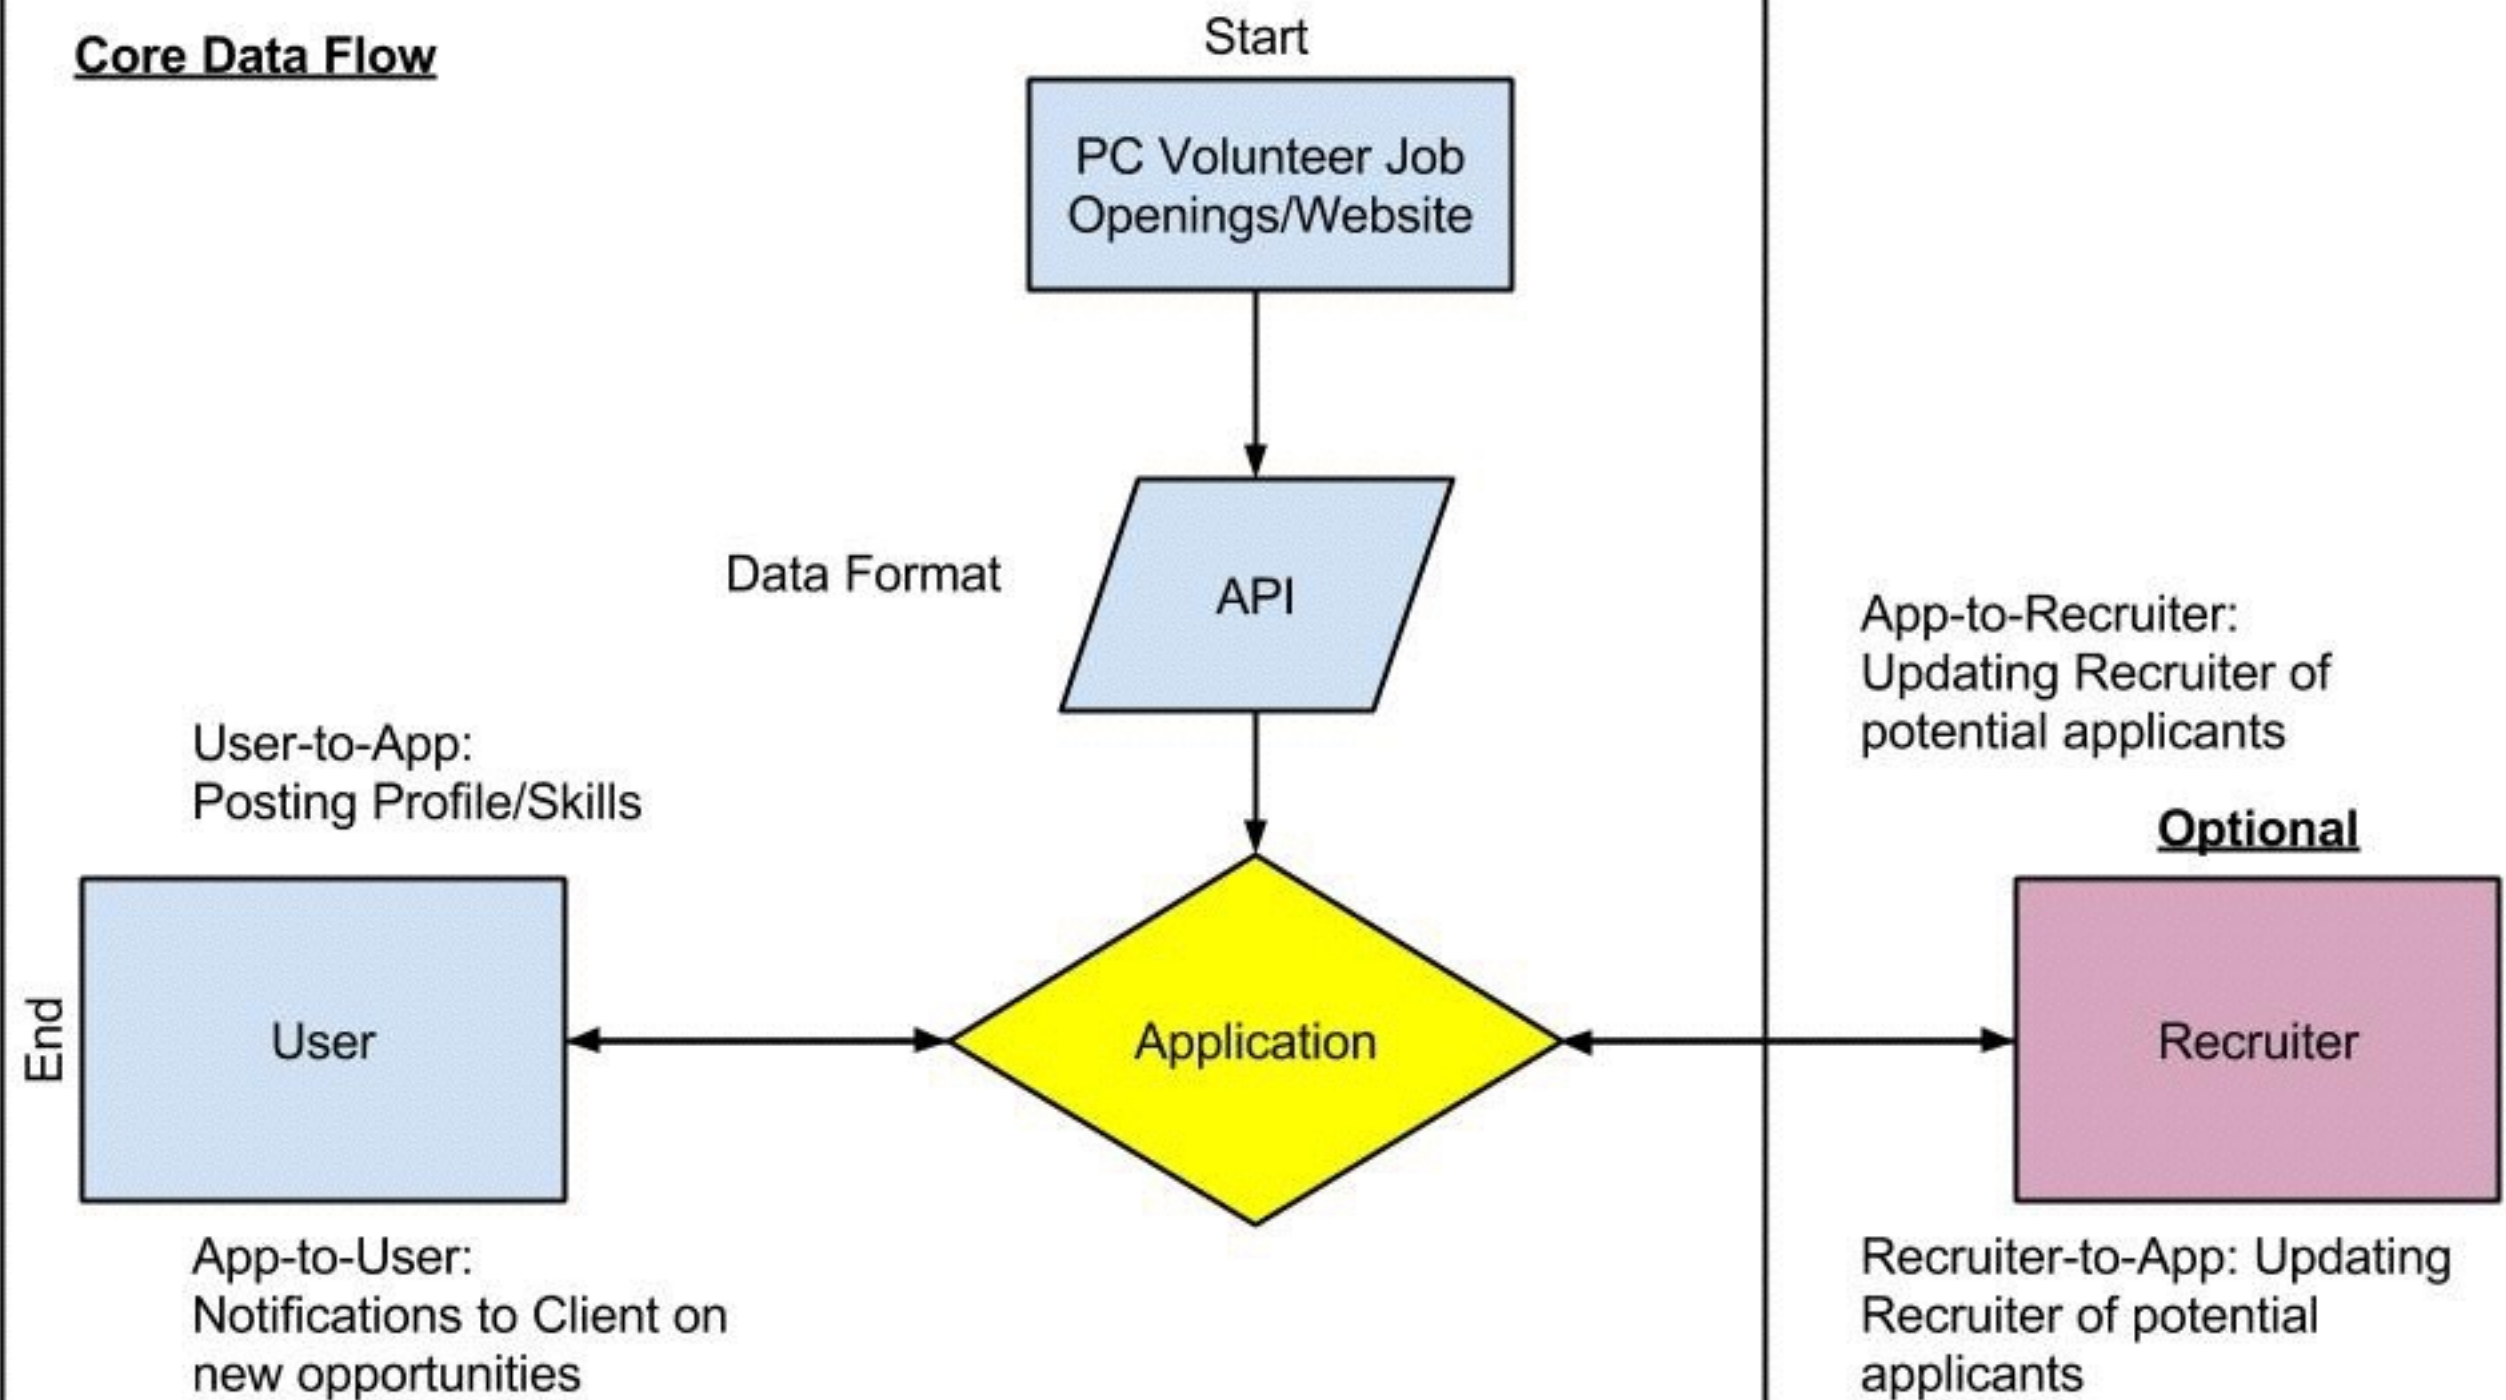 Core Data Flow
Start
PC Volunteer Job
Openings/Website
Data Format
API
User-to-App:
Posting Profile/Skills
App-to-Recruiter:
Updating Recruiter of
potential applicants
Optional
End
User
Application
Recruiter
App-to-User:
Notifications to Client on
new opportunities
Recruiter-to-App: Updating
Recruiter of potential
applicants